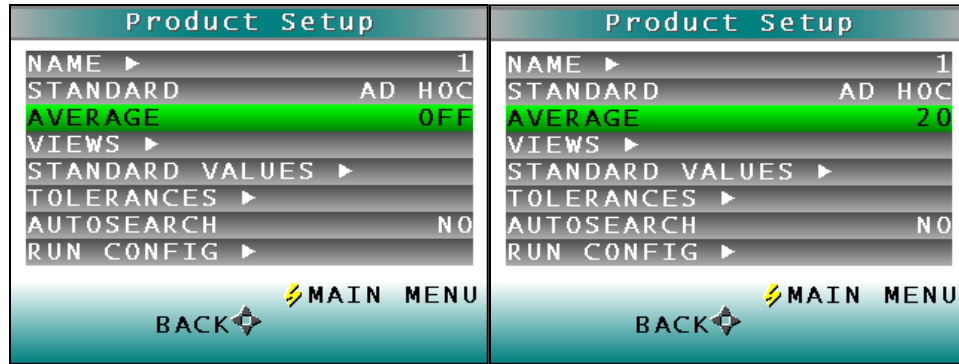 Product Setup
NAME ▶ 1
STANDARD AD HOC
AVERAGE OFF
VIEWS ▶
STANDARD VALUES ▶
TOLERANCES ▶
AUTOSEARCH NO
RUN CONFIG ▶
MAIN MENU
BACK
Product Setup
NAME ▶ 1
STANDARD AD HOC
AVERAGE 20
VIEWS ▶
STANDARD VALUES ▶
TOLERANCES ▶
AUTOSEARCH NO
RUN CONFIG ▶
MAIN MENU
BACK